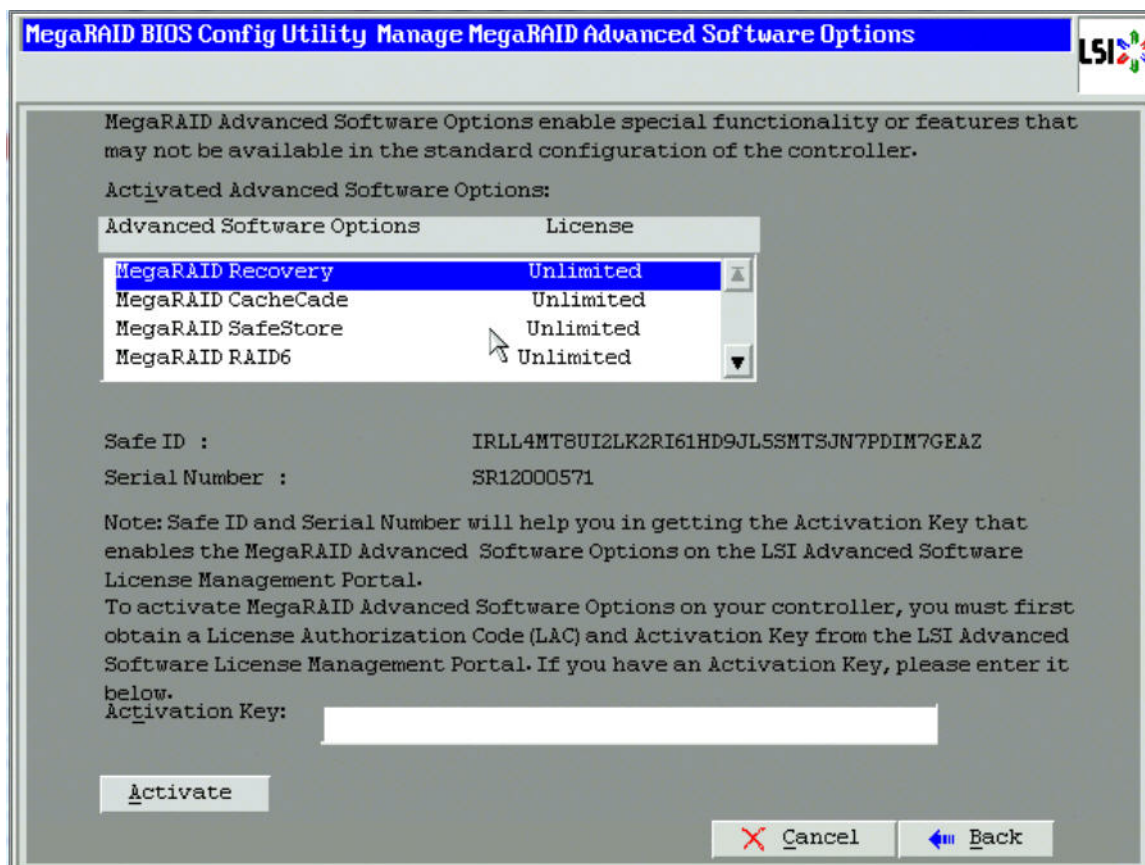 MegaRAID BIOS Config Utility Manage MegaRAID Advanced Software Options
LSI
MegaRAID Advanced Software Options enable special functionality or features that
may not be available in the standard configuration of the controller.
Activated Advanced Software Options:
Advanced Software Options License
MegaRAID Recovery Unlimited
MegaRAID CacheCade Unlimited
MegaRAID SafeStore Unlimited
MegaRAID RAID6 Unlimited
Safe ID : IRLL4MT8UI2LK2RI61HD9JL5SMTSJN7PDIM7GEAZ
Serial Number : SR12000571
Note: Safe ID and Serial Number will help you in getting the Activation Key that
enables the MegaRAID Advanced Software Options on the LSI Advanced Software
License Management Portal.
To activate MegaRAID Advanced Software Options on your controller, you must first
obtain a License Authorization Code (LAC) and Activation Key from the LSI Advanced
Software License Management Portal. If you have an Activation Key, please enter it
below.
Activation Key:
Activate
Cancel Back